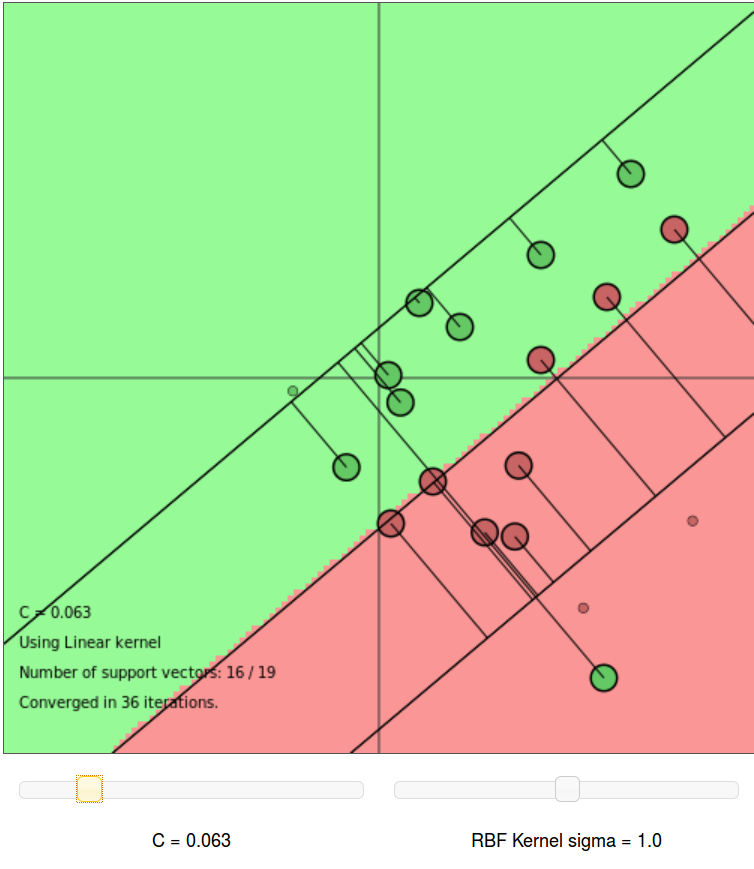 C = 0.063
Using Linear kernel
Number of support vectors: 16 / 19
Converged in 36 iterations.
C = 0.063
RBF Kernel sigma = 1.0